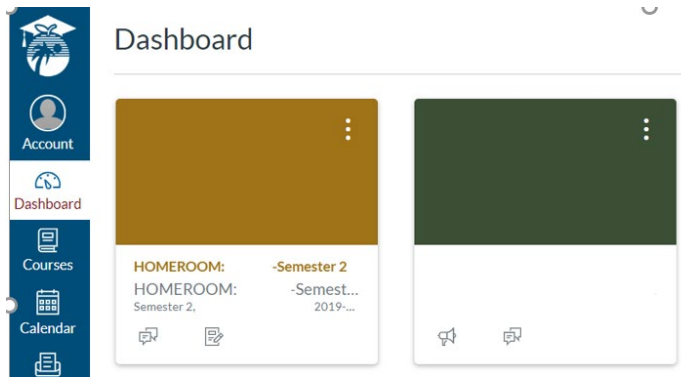 Dashboard
Account
Dashboard
Courses
Calendar
HOMEROOM: -Semester 2
HOMEROOM: -Semest...
Semester 2, 2019-...